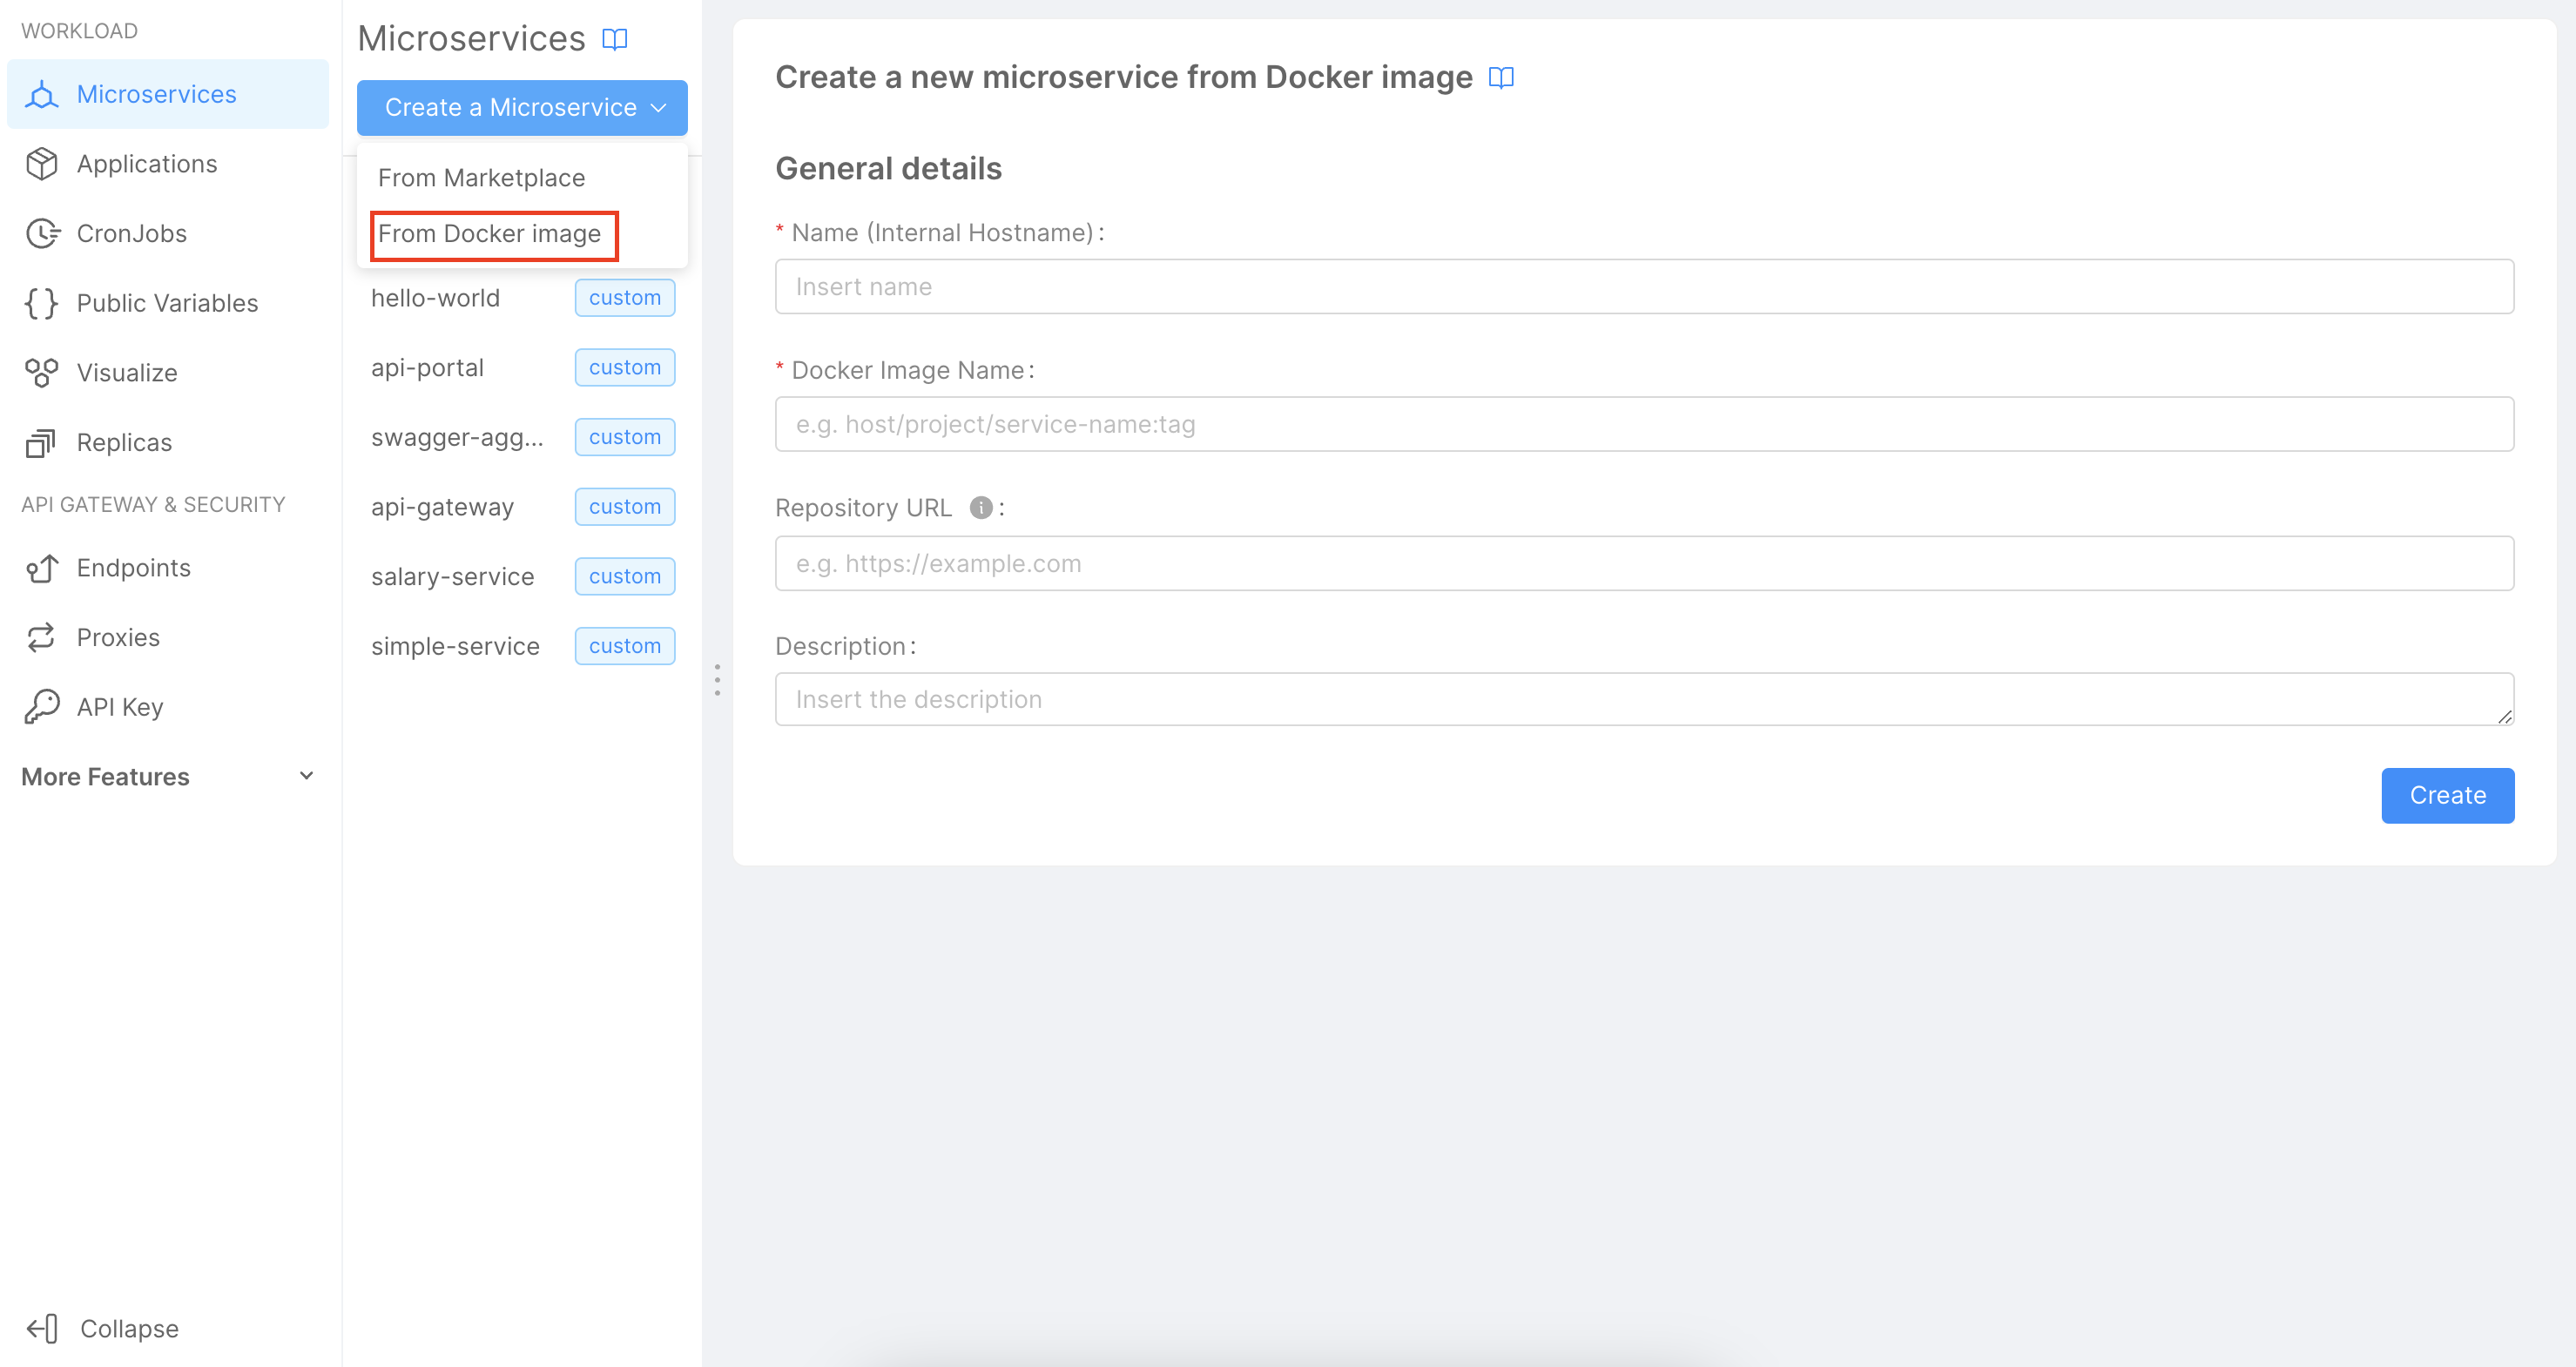 WORKLOAD
Microservices
Applications
CronJobs
Public Variables
Visualize
Replicas
API GATEWAY & SECURITY
Endpoints
Proxies
API Key
More Features
Collapse
Microservices
Create a Microservice
From Marketplace
From Docker image
hello-world custom
api-portal custom
swagger-agg... custom
api-gateway custom
salary-service custom
simple-service custom
Create a new microservice from Docker image
General details
* Name (Internal Hostname) :
Insert name
* Docker Image Name :
e.g. host/project/service-name:tag
Repository URL i :
e.g. https://example.com
Description :
Insert the description
Create